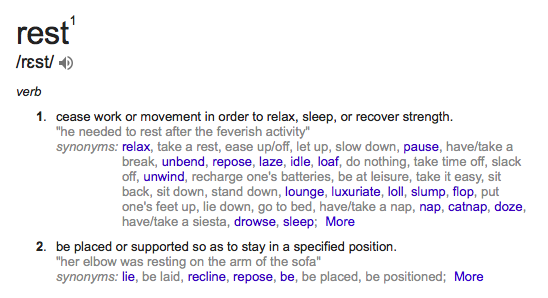 rest¹
/rɛst/
verb
1. cease work or movement in order to relax, sleep, or recover strength.
"he needed to rest after the feverish activity"
synonyms: relax, take a rest, ease up/off, let up, slow down, pause, have/take a
break, unbend, repose, laze, idle, loaf, do nothing, take time off, slack
off, unwind, recharge one's batteries, be at leisure, take it easy, sit
back, sit down, stand down, lounge, luxuriate, loll, slump, flop, put
one's feet up, lie down, go to bed, have/take a nap, nap, catnap, doze,
have/take a siesta, drowse, sleep; More
2. be placed or supported so as to stay in a specified position.
"her elbow was resting on the arm of the sofa"
synonyms: lie, be laid, recline, repose, be, be placed, be positioned; More